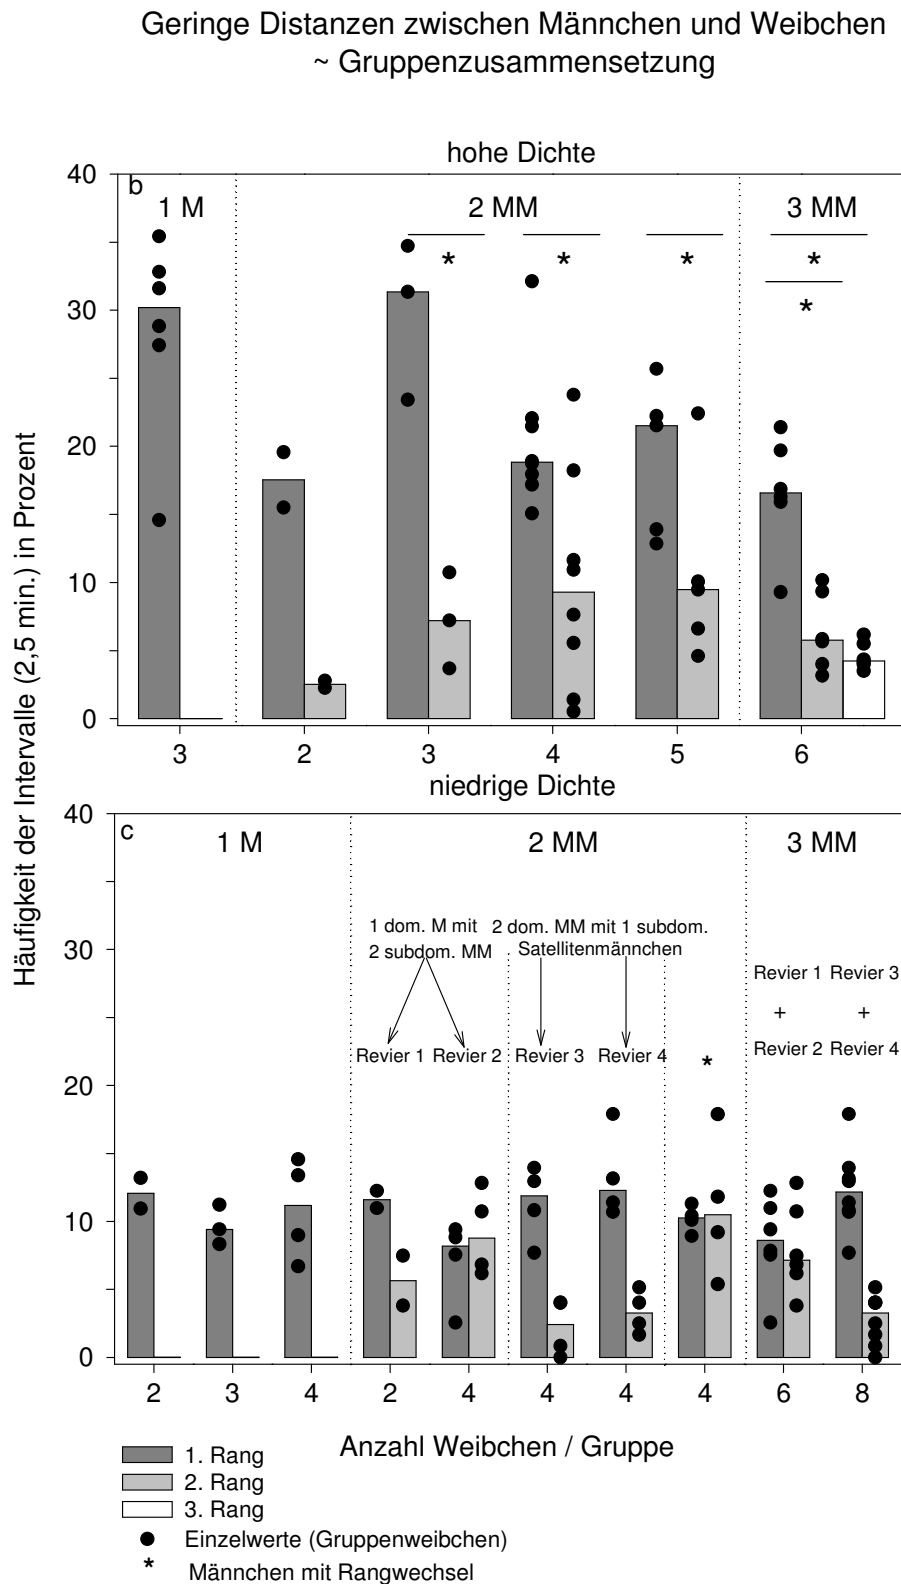 Geringe Distanzen zwischen Männchen und Weibchen
~ Gruppenzusammensetzung
hohe Dichte
b
1 M
2 MM
3 MM
*
*
*
*
*
40
30
20
10
0
3
2
3
4
5
6
Häufigkeit der Intervalle (2,5 min.) in Prozent
niedrige Dichte
c
1 M
2 MM
3 MM
1 dom. M mit
2 subdom. MM
2 dom. MM mit 1 subdom.
Satellitenmännchen
Revier 1
Revier 2
Revier 3
Revier 4
*
Revier 1 Revier 3
+ +
Revier 2 Revier 4
40
30
20
10
0
2
3
4
2
4
4
4
4
6
8
Anzahl Weibchen / Gruppe
1. Rang
2. Rang
3. Rang
Einzelwerte (Gruppenweibchen)
* Männchen mit Rangwechsel